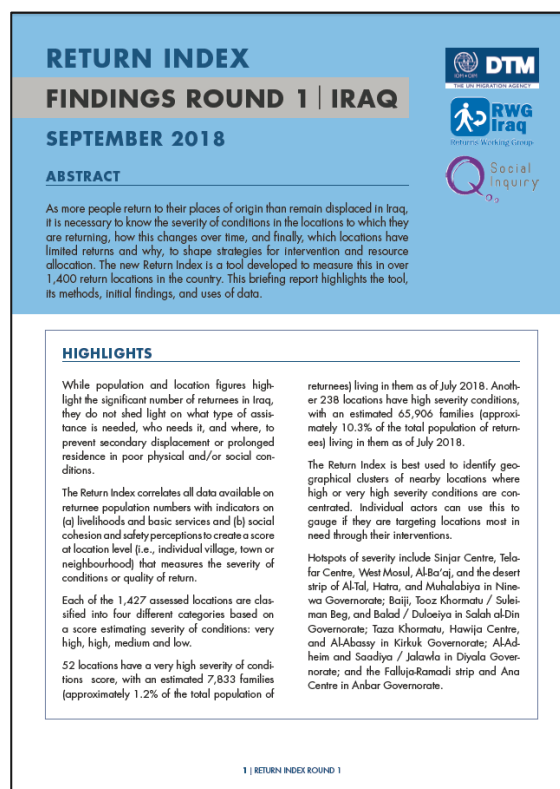 RETURN INDEX
FINDINGS ROUND 1 | IRAQ
SEPTEMBER 2018
IOM • OIM
DTM
THE UN MIGRATION AGENCY
RWG
Iraq
Returns Working Group
Social
Inquiry
ABSTRACT
As more people return to their places of origin than remain displaced in Iraq,
it is necessary to know the severity of conditions in the locations to which they
are returning, how this changes over time, and finally, which locations have
limited returns and why, to shape strategies for intervention and resource
allocation. The new Return Index is a tool developed to measure this in over
1,400 return locations in the country. This briefing report highlights the tool,
its methods, initial findings, and uses of data.
HIGHLIGHTS
While population and location figures high-
light the significant number of returnees in Iraq,
they do not shed light on what type of assis-
tance is needed, who needs it, and where, to
prevent secondary displacement or prolonged
residence in poor physical and/or social con-
ditions.
The Return Index correlates all data available on
returnee population numbers with indicators on
(a) livelihoods and basic services and (b) social
cohesion and safety perceptions to create a score
at location level (i.e., individual village, town or
neighbourhood) that measures the severity of
conditions or quality of return.
Each of the 1,427 assessed locations are clas-
sified into four different categories based on
a score estimating severity of conditions: very
high, high, medium and low.
52 locations have a very high severity of condi-
tions score, with an estimated 7,833 families
(approximately 1.2% of the total population of
returnees) living in them as of July 2018. Anoth-
er 238 locations have high severity conditions,
with an estimated 65,906 families (approxi-
mately 10.3% of the total population of return-
ees) living in them as of July 2018.
The Return Index is best used to identify geo-
graphical clusters of nearby locations where
high or very high severity conditions are con-
centrated. Individual actors can use this to
gauge if they are targeting locations most in
need through their interventions.
Hotspots of severity include Sinjar Centre, Tela-
far Centre, West Mosul, Al-Ba'aj, and the desert
strip of Al-Tal, Hatra, and Muhalabiya in Nine-
wa Governorate; Baiji, Tooz Khormatu / Sulei-
man Beg, and Balad / Duloeiya in Salah al-Din
Governorate; Taza Khormatu, Hawija Centre,
and Al-Abassy in Kirkuk Governorate; Al-Ad-
heim and Saadiya / Jalawla in Diyala Gover-
norate; and the Falluja-Ramadi strip and Ana
Centre in Anbar Governorate.
1 | RETURN INDEX ROUND 1